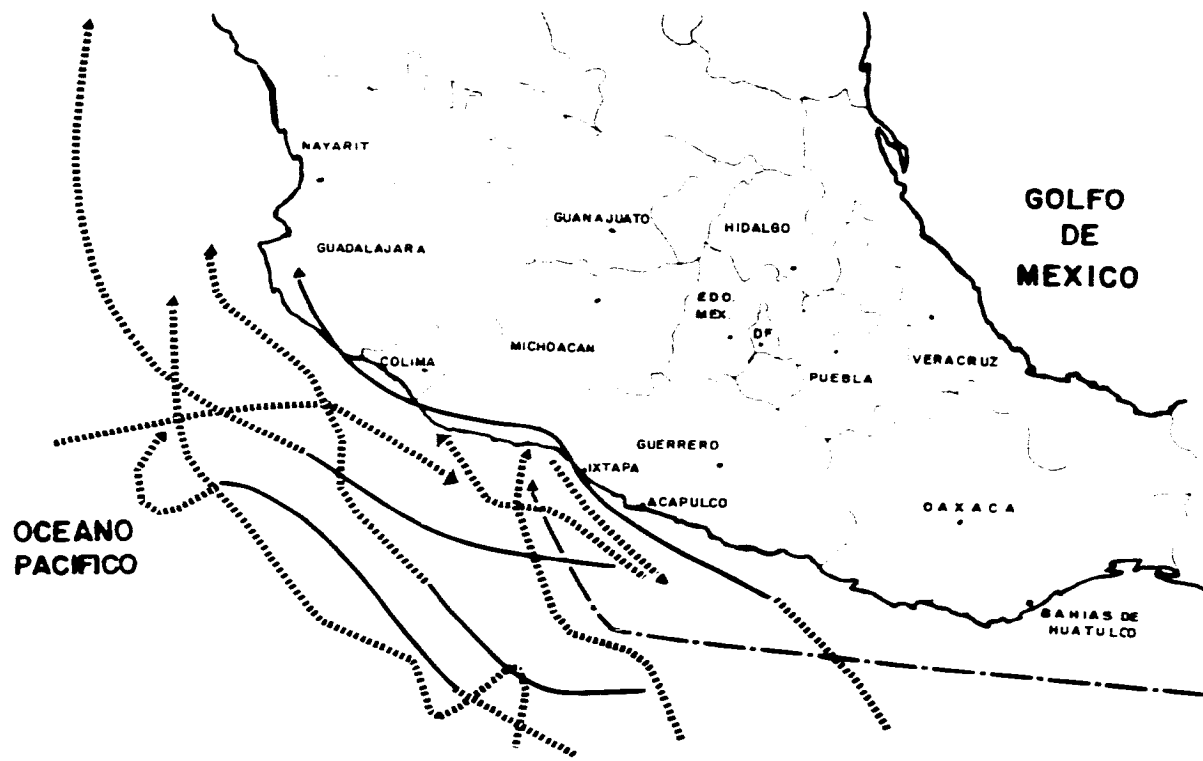 NAYARIT
GOLFO
DE
MEXICO
GUANAJUATO
HIDALGO
GUADALAJARA
EDO.
MEX.
DF
MICHOACAN
COLIMA
PUEBLA
VERACRUZ
GUERRERO
IXTAPA
ACAPULCO
OAXACA
OCEANO
PACIFICO
BAHIAS DE
HUATULCO